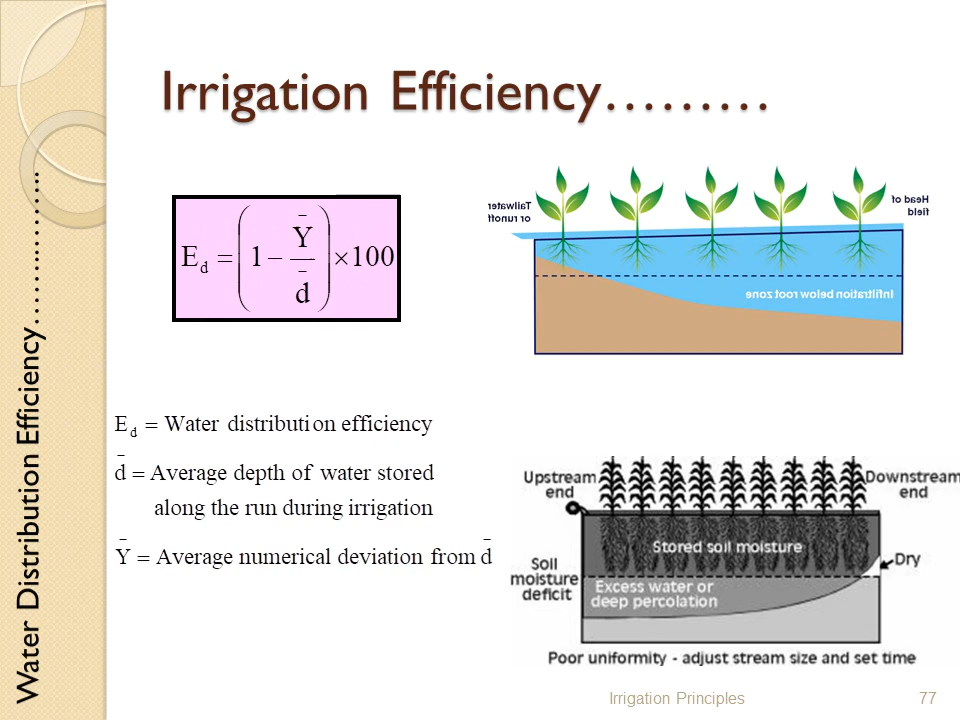 Irrigation Efficiency………
Water Distribution Efficiency……………..
E_d = (1 − Ȳ / d̄) × 100
Tailwater
or runoff
Head of
field
Infiltration below root zone
E_d = Water distribution efficiency
d̄ = Average depth of water stored
along the run during irrigation
Ȳ = Average numerical deviation from d̄
Upstream
end
Downstream
end
Stored soil moisture
Dry
Soil
moisture
deficit
Excess water or
deep percolation
Poor uniformity - adjust stream size and set time
Irrigation Principles
77